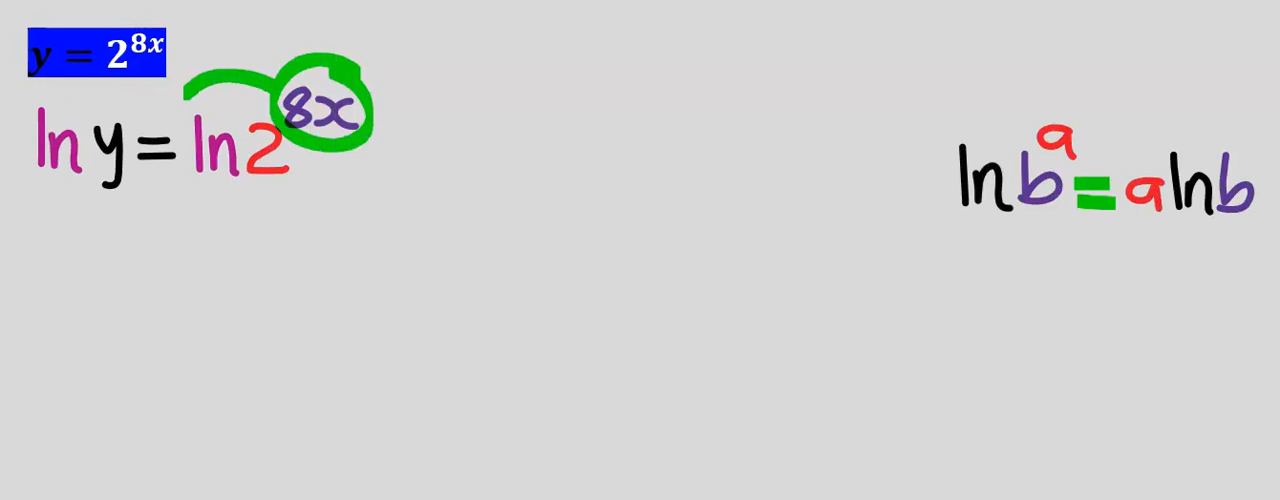 y = 2^{8x}
ln y = ln 2^{8x}
ln b^{a} = a ln b